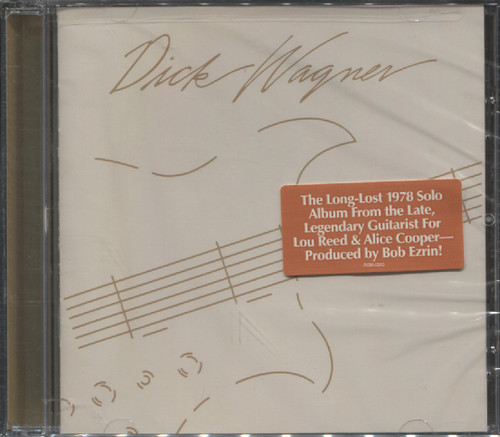 Dick Wagner
The Long-Lost 1978 Solo
Album From the Late,
Legendary Guitarist For
Lou Reed & Alice Cooper—
Produced by Bob Ezrin!